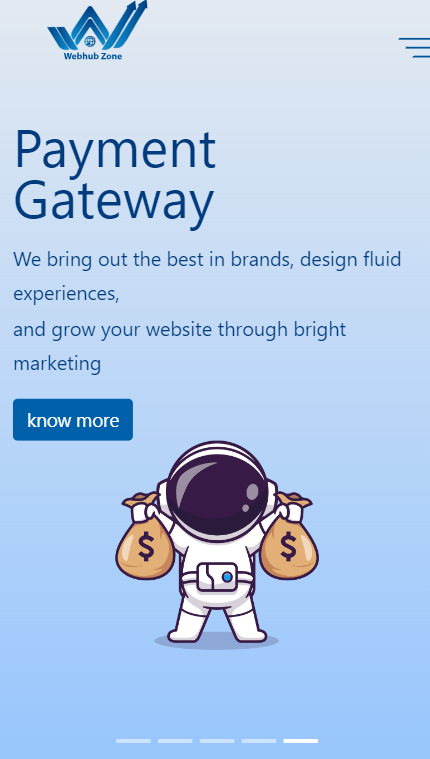 Webhub Zone
Payment
Gateway
We bring out the best in brands, design fluid
experiences,
and grow your website through bright
marketing
know more
$ $